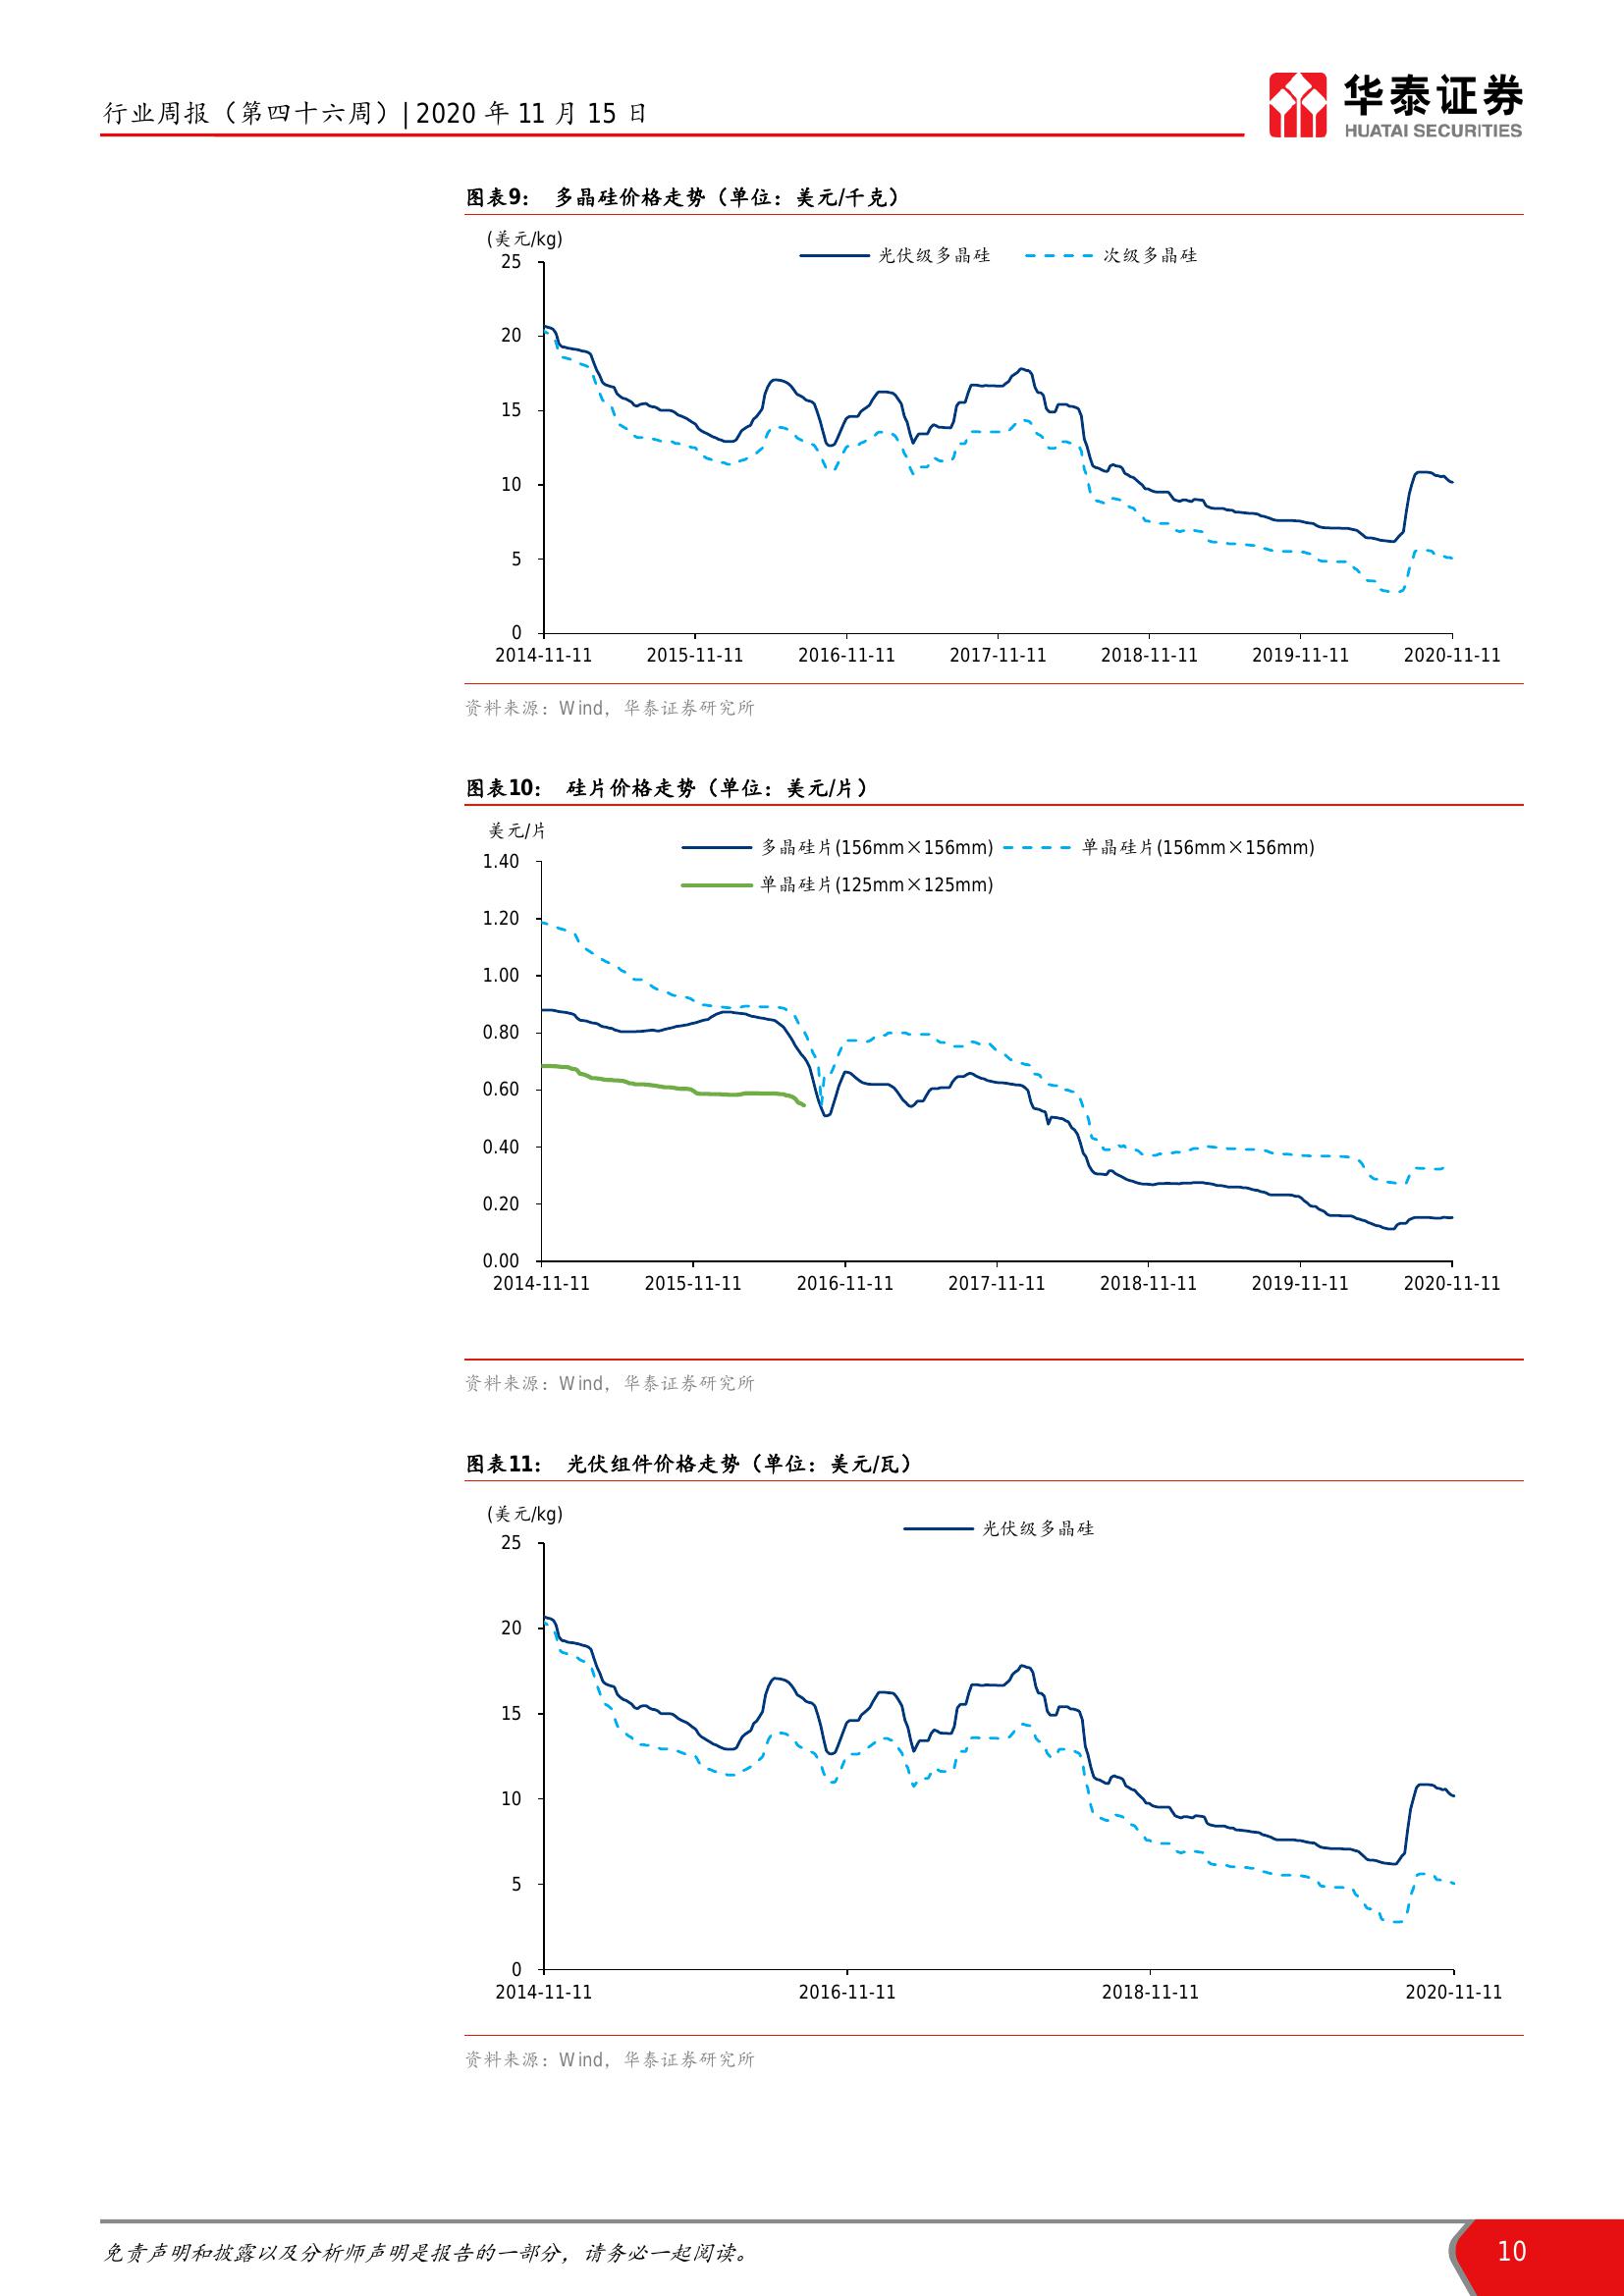 行业周报（第四十六周）| 2020 年 11 月 15 日
华泰证券
HUATAI SECURITIES
图表9： 多晶硅价格走势（单位：美元/千克）
(美元/kg)
光伏级多晶硅 次级多晶硅
25
20
15
10
5
0
2014-11-11 2015-11-11 2016-11-11 2017-11-11 2018-11-11 2019-11-11 2020-11-11
资料来源：Wind，华泰证券研究所
图表10： 硅片价格走势（单位：美元/片）
美元/片
多晶硅片(156mm×156mm) 单晶硅片(156mm×156mm)
单晶硅片(125mm×125mm)
1.40
1.20
1.00
0.80
0.60
0.40
0.20
0.00
2014-11-11 2015-11-11 2016-11-11 2017-11-11 2018-11-11 2019-11-11 2020-11-11
资料来源：Wind，华泰证券研究所
图表11： 光伏组件价格走势（单位：美元/瓦）
(美元/kg)
光伏级多晶硅
25
20
15
10
5
0
2014-11-11 2016-11-11 2018-11-11 2020-11-11
资料来源：Wind，华泰证券研究所
免责声明和披露以及分析师声明是报告的一部分，请务必一起阅读。
10